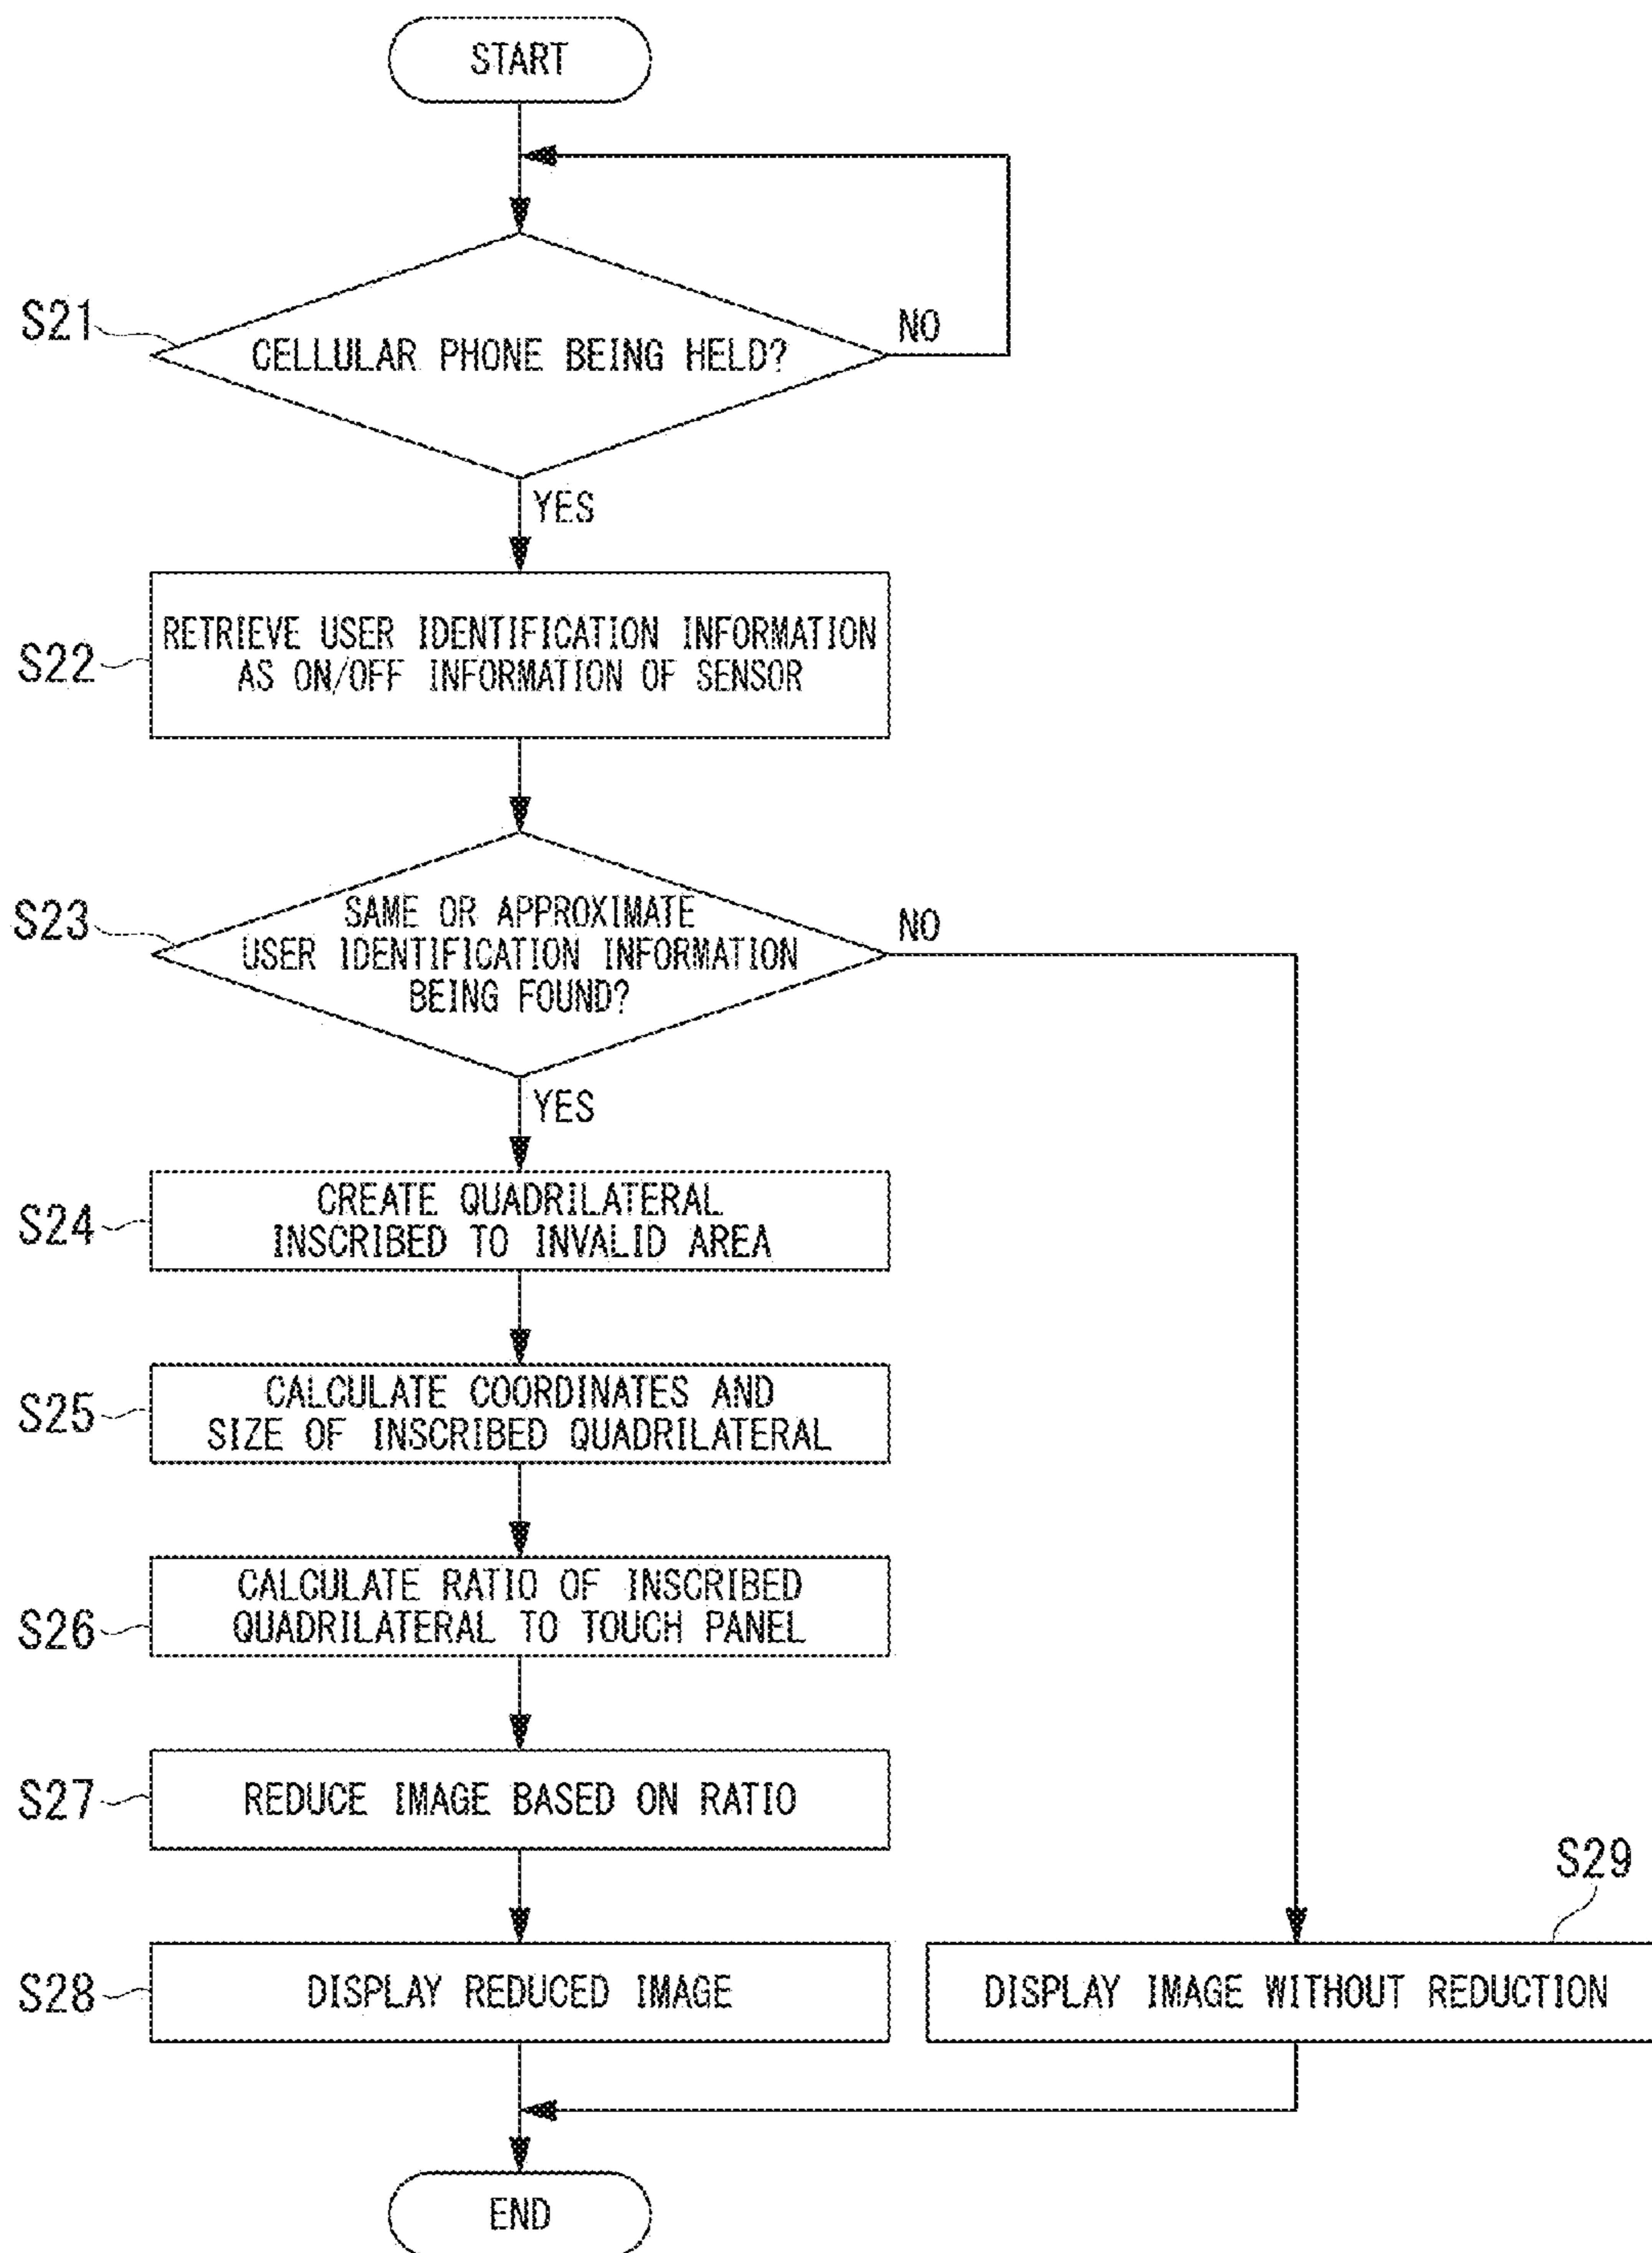 START
S21
CELLULAR PHONE BEING HELD?
NO
YES
S22
RETRIEVE USER IDENTIFICATION INFORMATION
AS ON/OFF INFORMATION OF SENSOR
S23
SAME OR APPROXIMATE
USER IDENTIFICATION INFORMATION
BEING FOUND?
NO
YES
S24
CREATE QUADRILATERAL
INSCRIBED TO INVALID AREA
S25
CALCULATE COORDINATES AND
SIZE OF INSCRIBED QUADRILATERAL
S26
CALCULATE RATIO OF INSCRIBED
QUADRILATERAL TO TOUCH PANEL
S27
REDUCE IMAGE BASED ON RATIO
S28
DISPLAY REDUCED IMAGE
S29
DISPLAY IMAGE WITHOUT REDUCTION
END